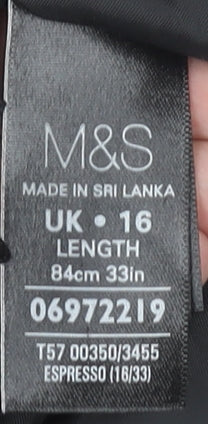 M&S
MADE IN SRI LANKA
UK • 16
LENGTH
84cm 33in
06972219
T57 00350/3455
ESPRESSO (16/33)